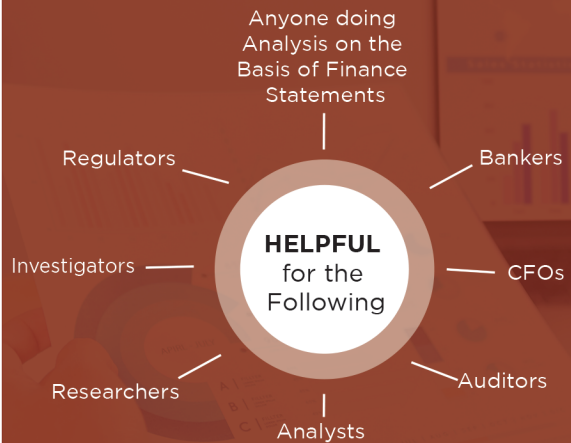 Anyone doing
Analysis on the
Basis of Finance
Statements
Regulators
Bankers
HELPFUL
for the
Following
Investigators
CFOs
Researchers
Auditors
Analysts
A
B
C